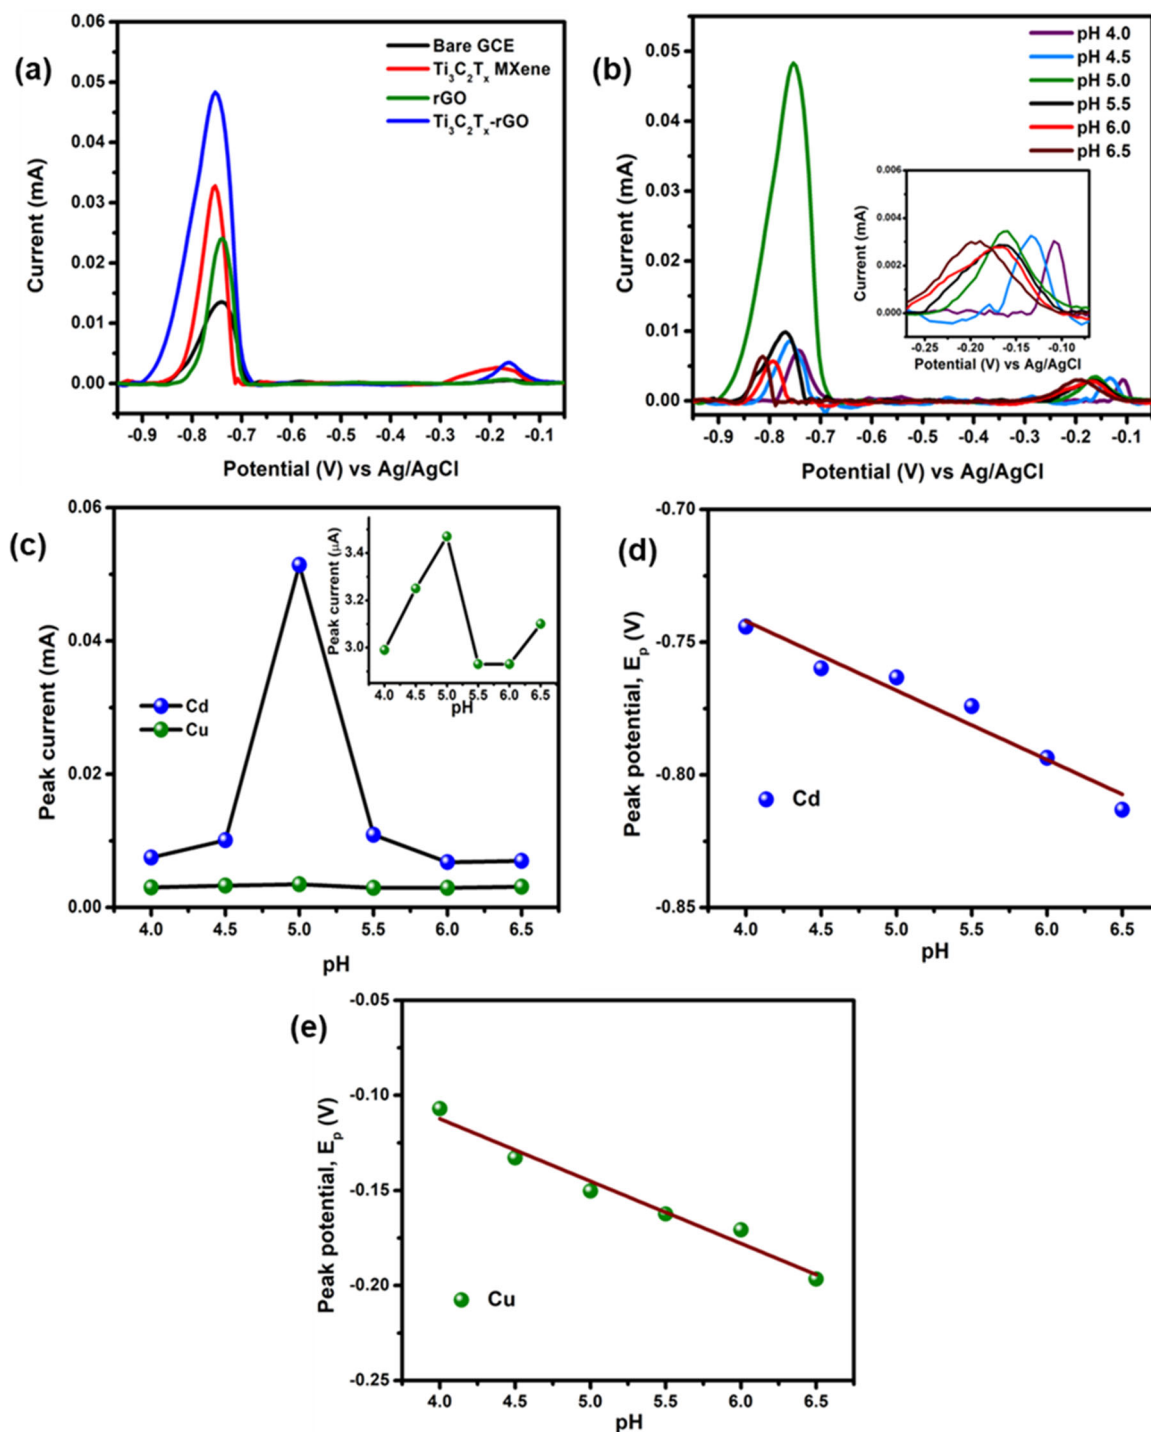 (a)
0.06
0.05
0.04
0.03
0.02
0.01
0.00
Current (mA)
Bare GCE
Ti₃C₂Tₓ MXene
rGO
Ti₃C₂Tₓ-rGO
-0.9 -0.8 -0.7 -0.6 -0.5 -0.4 -0.3 -0.2 -0.1
Potential (V) vs Ag/AgCl
(b)
0.05
0.04
0.03
0.02
0.01
0.00
Current (mA)
pH 4.0
pH 4.5
pH 5.0
pH 5.5
pH 6.0
pH 6.5
0.006
0.004
0.002
0.000
Current (mA)
-0.25 -0.20 -0.15 -0.10
Potential (V) vs Ag/AgCl
-0.9 -0.8 -0.7 -0.6 -0.5 -0.4 -0.3 -0.2 -0.1
Potential (V) vs Ag/AgCl
(c)
0.06
0.04
0.02
0.00
Peak current (mA)
Cd
Cu
3.4
3.2
3.0
Peak current (μA)
4.0 4.5 5.0 5.5 6.0 6.5
pH
4.0 4.5 5.0 5.5 6.0 6.5
pH
(d)
-0.70
-0.75
-0.80
-0.85
Peak potential, Eₚ (V)
Cd
4.0 4.5 5.0 5.5 6.0 6.5
pH
(e)
-0.05
-0.10
-0.15
-0.20
-0.25
Peak potential, Eₚ (V)
Cu
4.0 4.5 5.0 5.5 6.0 6.5
pH